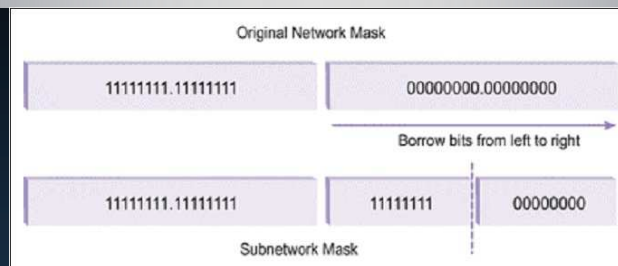 Original Network Mask
11111111.11111111 00000000.00000000
Borrow bits from left to right
11111111.11111111 11111111 00000000
Subnetwork Mask